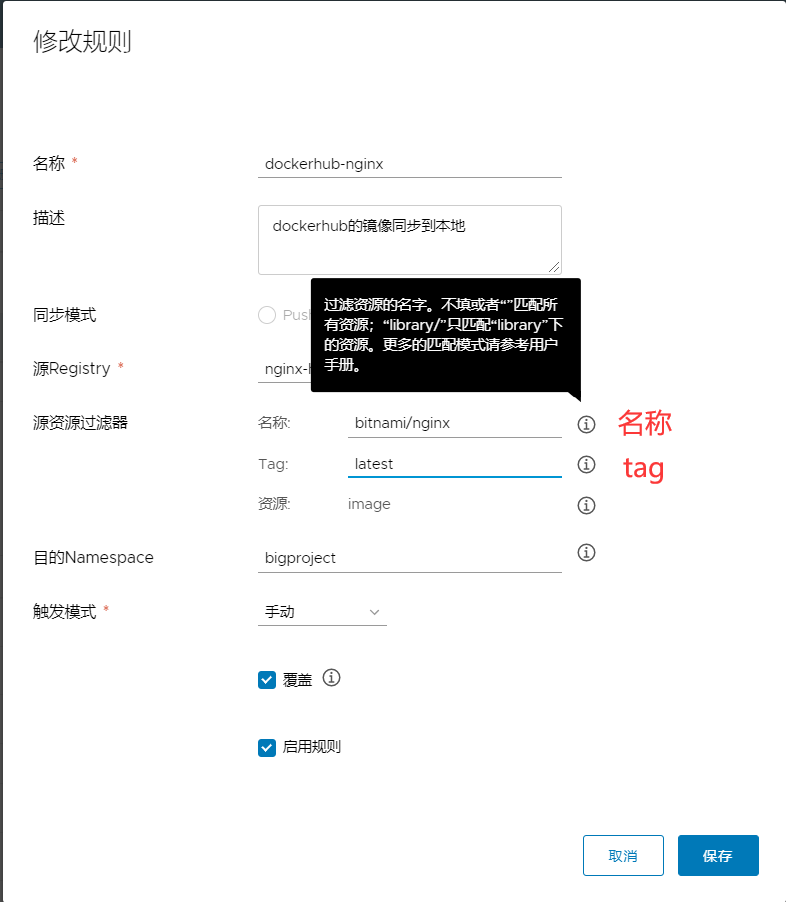 修改规则
名称 *
dockerhub-nginx
描述
dockerhub的镜像同步到本地
过滤资源的名字。不填或者“”匹配所
有资源；“library/”只匹配“library”下
的资源。更多的匹配模式请参考用户
手册。
同步模式
源Registry *
源资源过滤器
名称:
bitnami/nginx
名称
Tag:
latest
tag
资源:
image
目的Namespace
bigproject
触发模式 *
手动
覆盖
启用规则
取消
保存